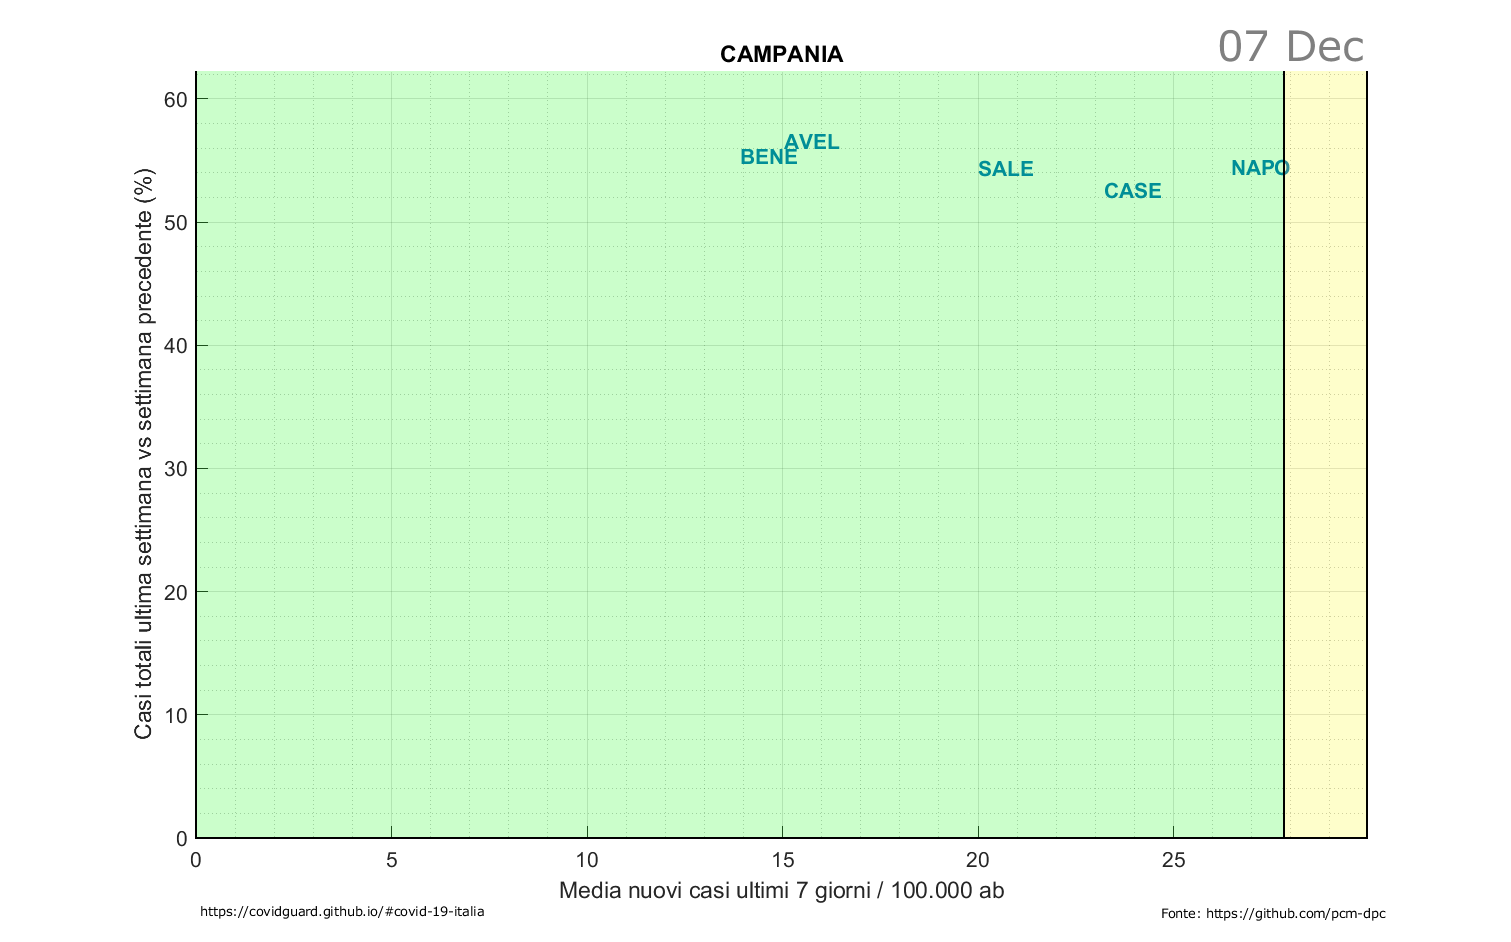 07 Dec
CAMPANIA
Casi totali ultima settimana vs settimana precedente (%)
60
50
40
30
20
10
0
AVEL
BENE
SALE
NAPO
CASE
0 5 10 15 20 25
Media nuovi casi ultimi 7 giorni / 100.000 ab
https://covidguard.github.io/#covid-19-italia
Fonte: https://github.com/pcm-dpc